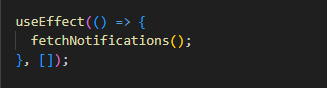 useEffect(() => {
  fetchNotifications();
}, []);